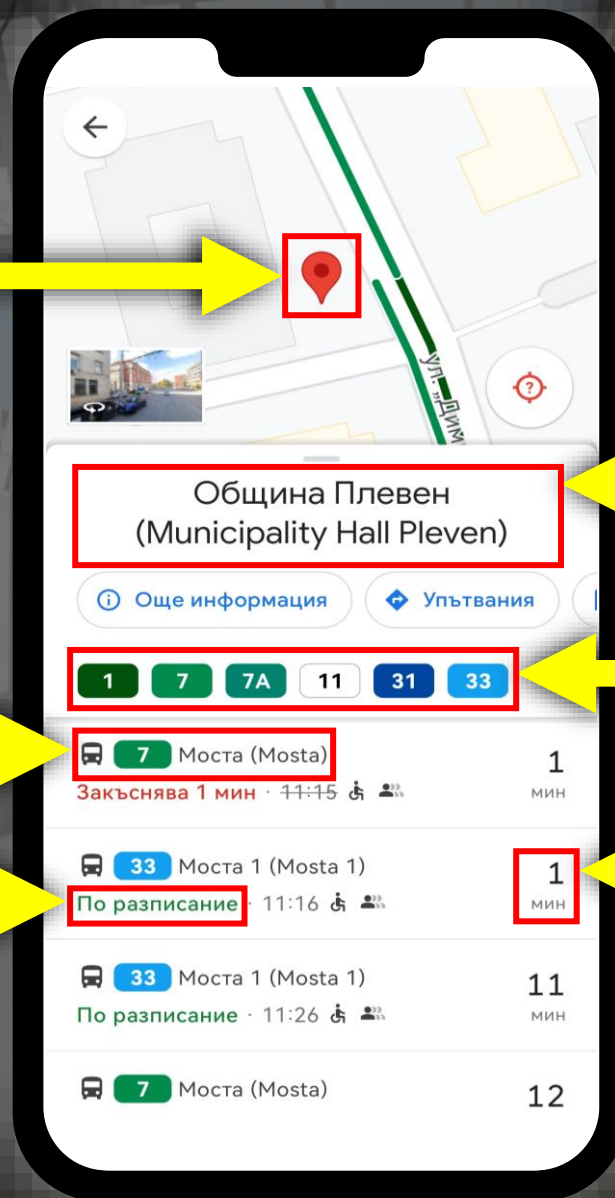 ?
ул. „Дим
Община Плевен
(Municipality Hall Pleven)
Още информация Упътвания
1 7 7А 11 31 33
7 Моста (Mosta) 1
Закъснява 1 мин · 11:15 мин
33 Моста 1 (Mosta 1) 1
По разписание · 11:16 мин
33 Моста 1 (Mosta 1) 11
По разписание · 11:26 мин
7 Моста (Mosta) 12